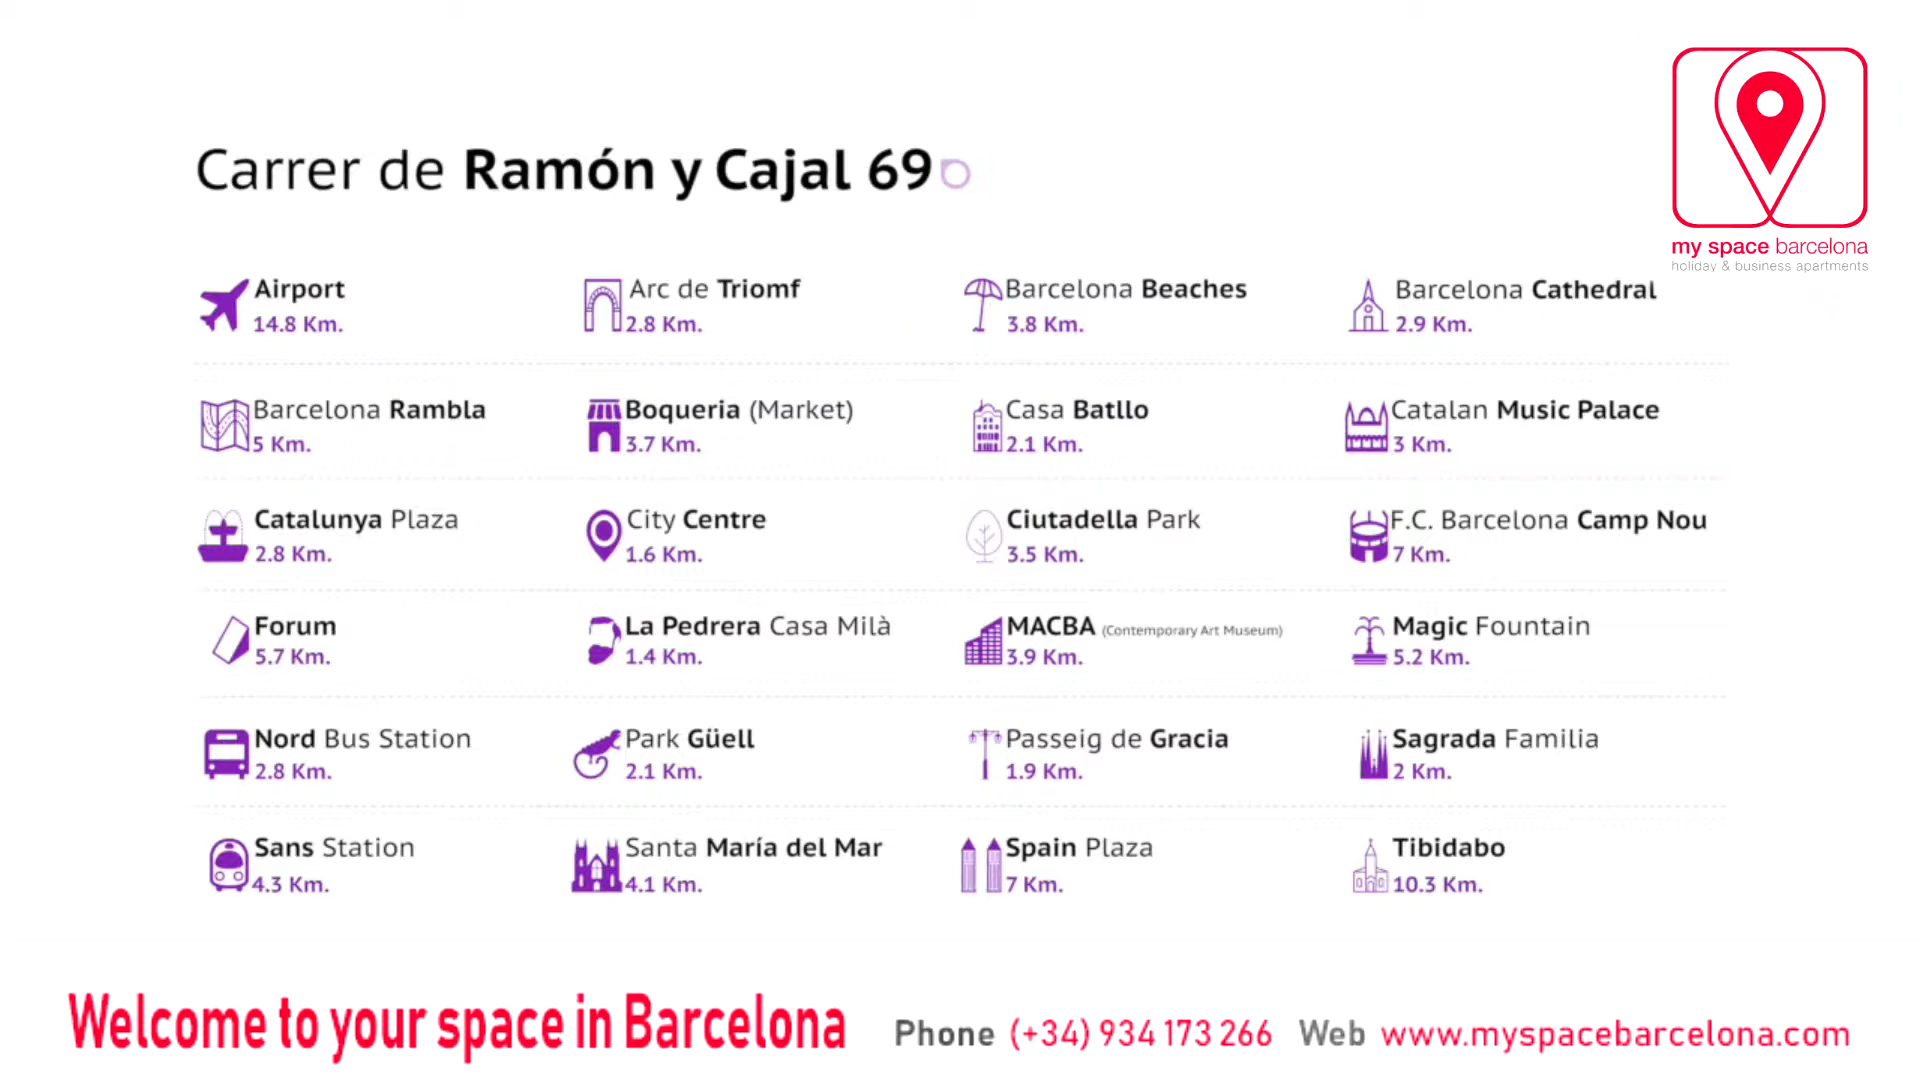 my space barcelona
holiday & business apartments
Carrer de Ramón y Cajal 69
Airport
14.8 Km.
Arc de Triomf
2.8 Km.
Barcelona Beaches
3.8 Km.
Barcelona Cathedral
2.9 Km.
Barcelona Rambla
5 Km.
Boqueria (Market)
3.7 Km.
Casa Batllo
2.1 Km.
Catalan Music Palace
3 Km.
Catalunya Plaza
2.8 Km.
City Centre
1.6 Km.
Ciutadella Park
3.5 Km.
F.C. Barcelona Camp Nou
7 Km.
Forum
5.7 Km.
La Pedrera Casa Milà
1.4 Km.
MACBA (Contemporary Art Museum)
3.9 Km.
Magic Fountain
5.2 Km.
Nord Bus Station
2.8 Km.
Park Güell
2.1 Km.
Passeig de Gracia
1.9 Km.
Sagrada Familia
2 Km.
Sans Station
4.3 Km.
Santa María del Mar
4.1 Km.
Spain Plaza
7 Km.
Tibidabo
10.3 Km.
Welcome to your space in Barcelona
Phone (+34) 934 173 266 Web www.myspacebarcelona.com